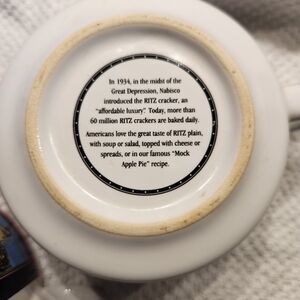 In 1934, in the midst of the
Great Depression, Nabisco
introduced the RITZ cracker, an
"affordable luxury". Today, more than
60 million RITZ crackers are baked daily.
Americans love the great taste of RITZ plain,
with soup or salad, topped with cheese or
spreads, or in our famous "Mock
Apple Pie" recipe.